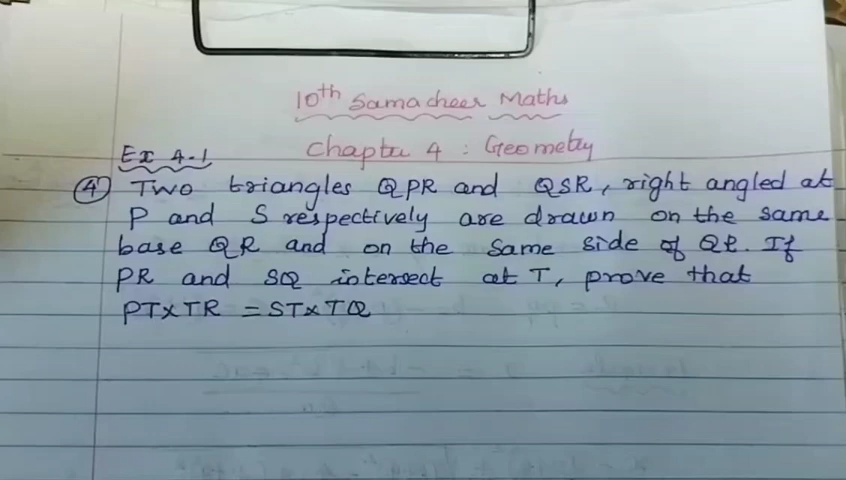 10th Samacheer Maths
Chapter 4 : Geometry
Ex 4.1
4 Two triangles QPR and QSR, right angled at
P and S respectively are drawn on the same
base QR and on the same side of QR. If
PR and SQ intersect at T, prove that
PT×TR = ST×TQ